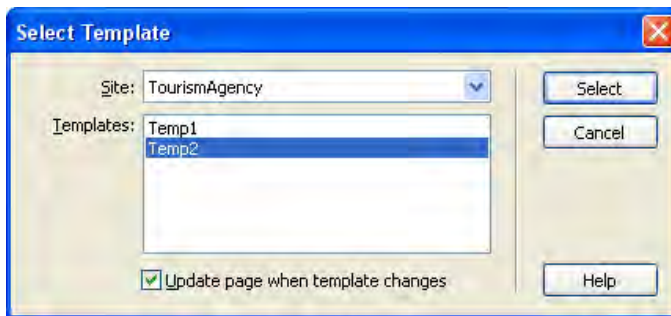 Select Template
Site: TourismAgency
Select
Templates: Temp1
Temp2
Cancel
Update page when template changes
Help